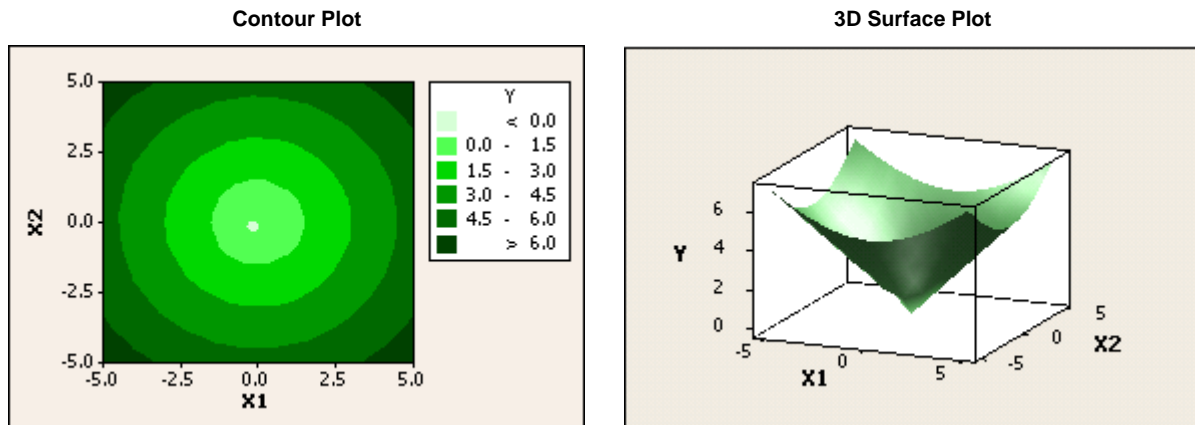 Contour Plot
5.0
2.5
0.0
-2.5
-5.0
X2
-5.0 -2.5 0.0 2.5 5.0
X1
Y
< 0.0
0.0 - 1.5
1.5 - 3.0
3.0 - 4.5
4.5 - 6.0
> 6.0
3D Surface Plot
6
4
2
0
Y
-5 0 5
X1
-5 0 5
X2